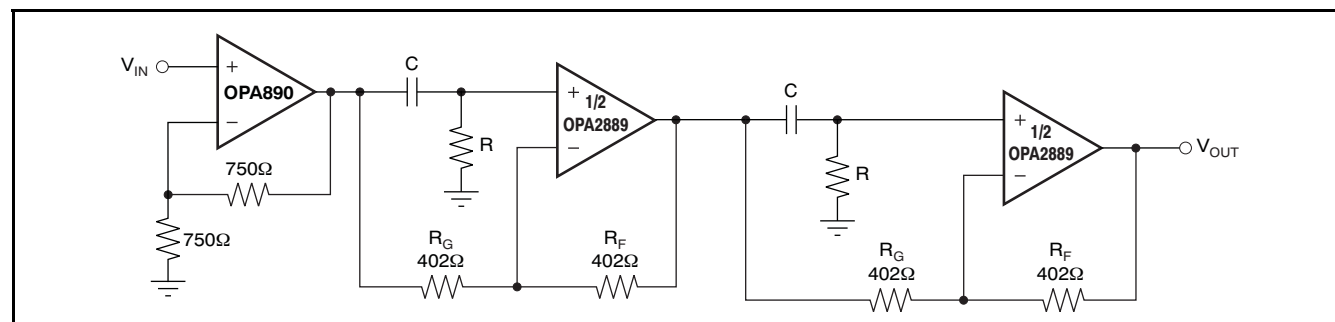 V_IN
+
OPA890
−
750Ω
750Ω
C
R
+
1/2
OPA2889
−
R_G
402Ω
R_F
402Ω
C
R
+
1/2
OPA2889
−
R_G
402Ω
R_F
402Ω
V_OUT